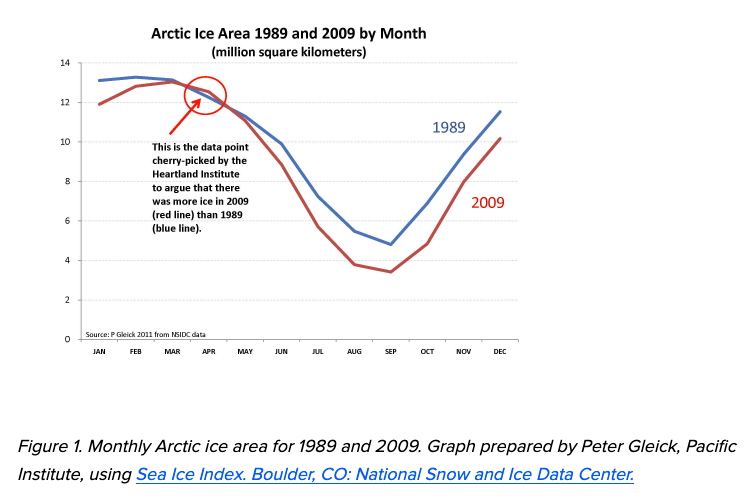 Arctic Ice Area 1989 and 2009 by Month
(million square kilometers)
14
12
10
8
6
4
2
0
1989
2009
This is the data point
cherry-picked by the
Heartland Institute
to argue that there
was more ice in 2009
(red line) than 1989
(blue line).
Source: P Gleick 2011 from NSIDC data
JAN FEB MAR APR MAY JUN JUL AUG SEP OCT NOV DEC
Figure 1. Monthly Arctic ice area for 1989 and 2009. Graph prepared by Peter Gleick, Pacific
Institute, using Sea Ice Index. Boulder, CO: National Snow and Ice Data Center.